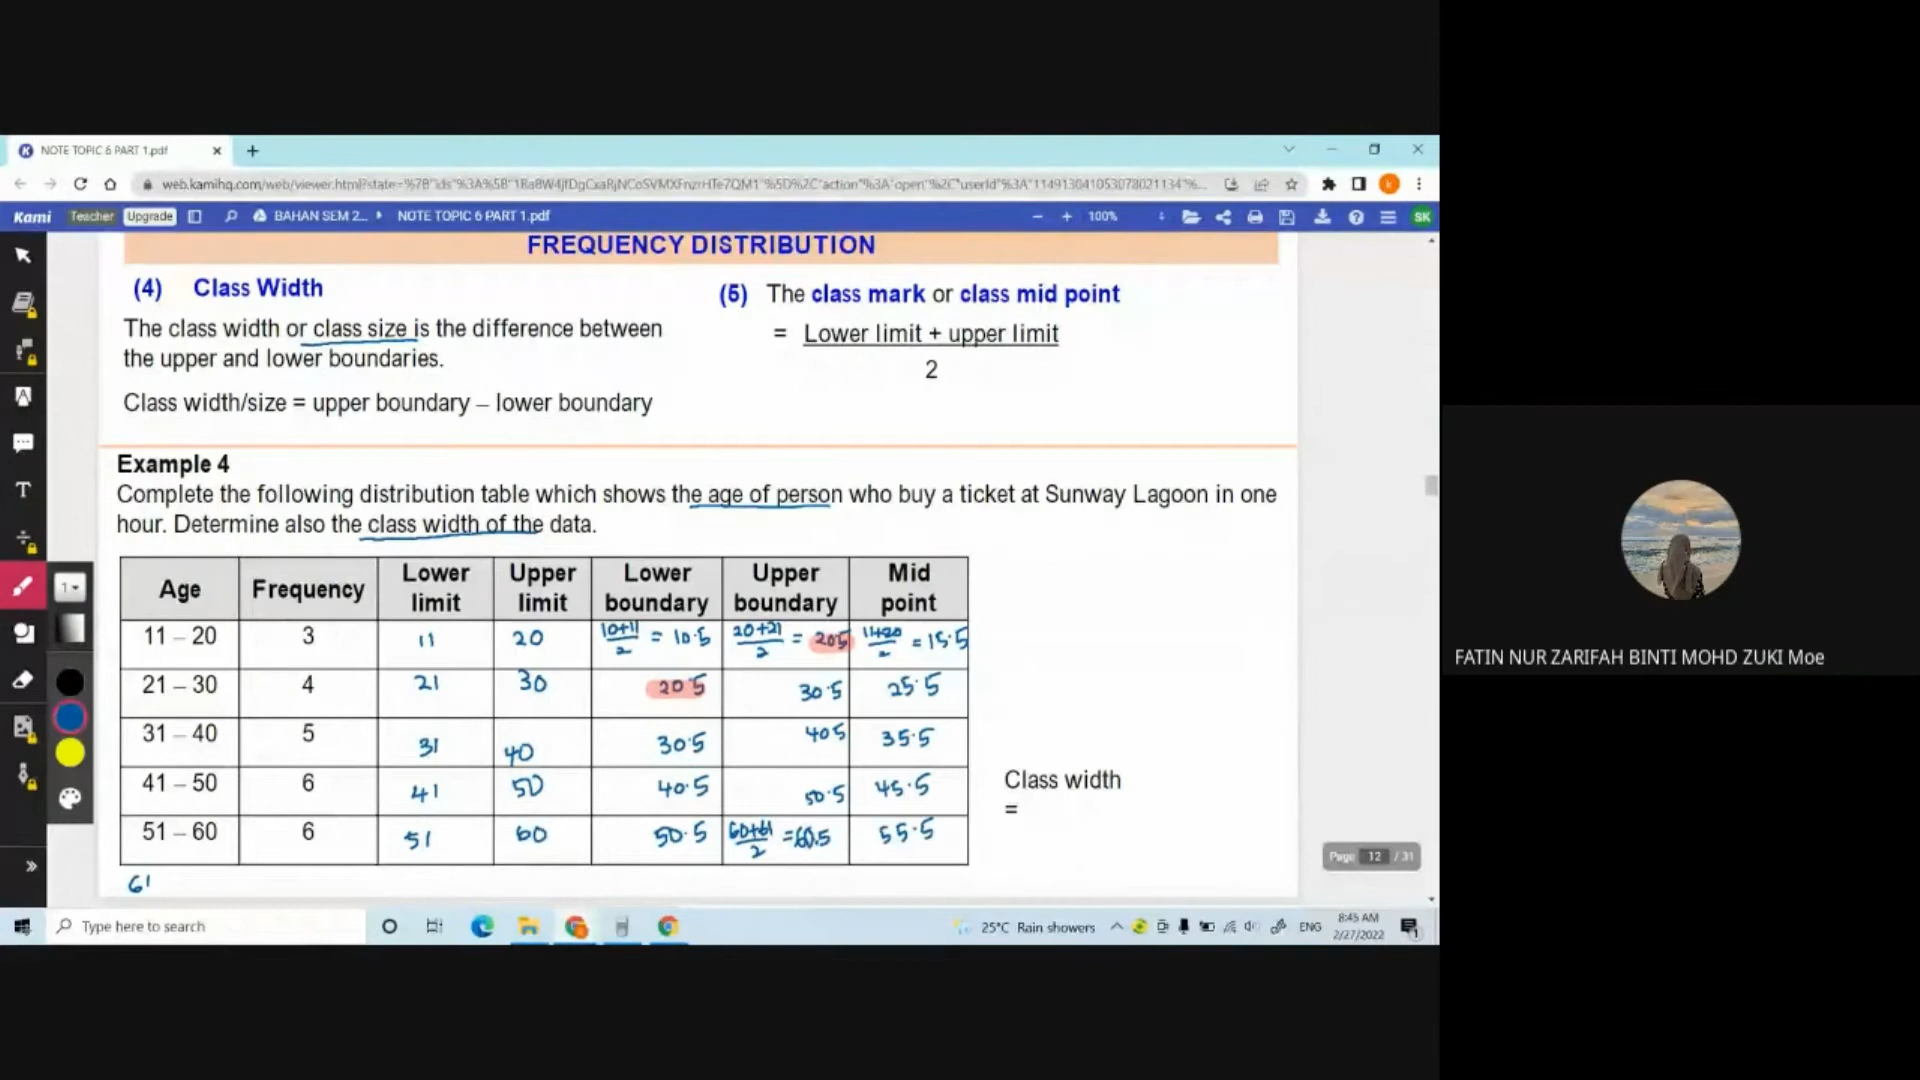 NOTE TOPIC 6 PART 1.pdf
Kami Teacher Upgrade BAHAN SEM 2... NOTE TOPIC 6 PART 1.pdf 100% SK
FREQUENCY DISTRIBUTION
(4) Class Width
The class width or class size is the difference between
the upper and lower boundaries.
Class width/size = upper boundary – lower boundary
(5) The class mark or class mid point
= Lower limit + upper limit
2
Example 4
Complete the following distribution table which shows the age of person who buy a ticket at Sunway Lagoon in one
hour. Determine also the class width of the data.
Age Frequency Lower limit Upper limit Lower boundary Upper boundary Mid point
11 – 20 3 11 20 10+11/2 = 10.5 20+21/2 = 20.5 11+20/2 = 15.5
21 – 30 4 21 30 20.5 30.5 25.5
31 – 40 5 31 40 30.5 40.5 35.5
41 – 50 6 41 50 40.5 50.5 45.5
51 – 60 6 51 60 50.5 60+61/2 = 60.5 55.5
61
Class width
=
Page 12 / 31
FATIN NUR ZARIFAH BINTI MOHD ZUKI Moe
Type here to search
25°C Rain showers ENG 8:45 AM
2/27/2022